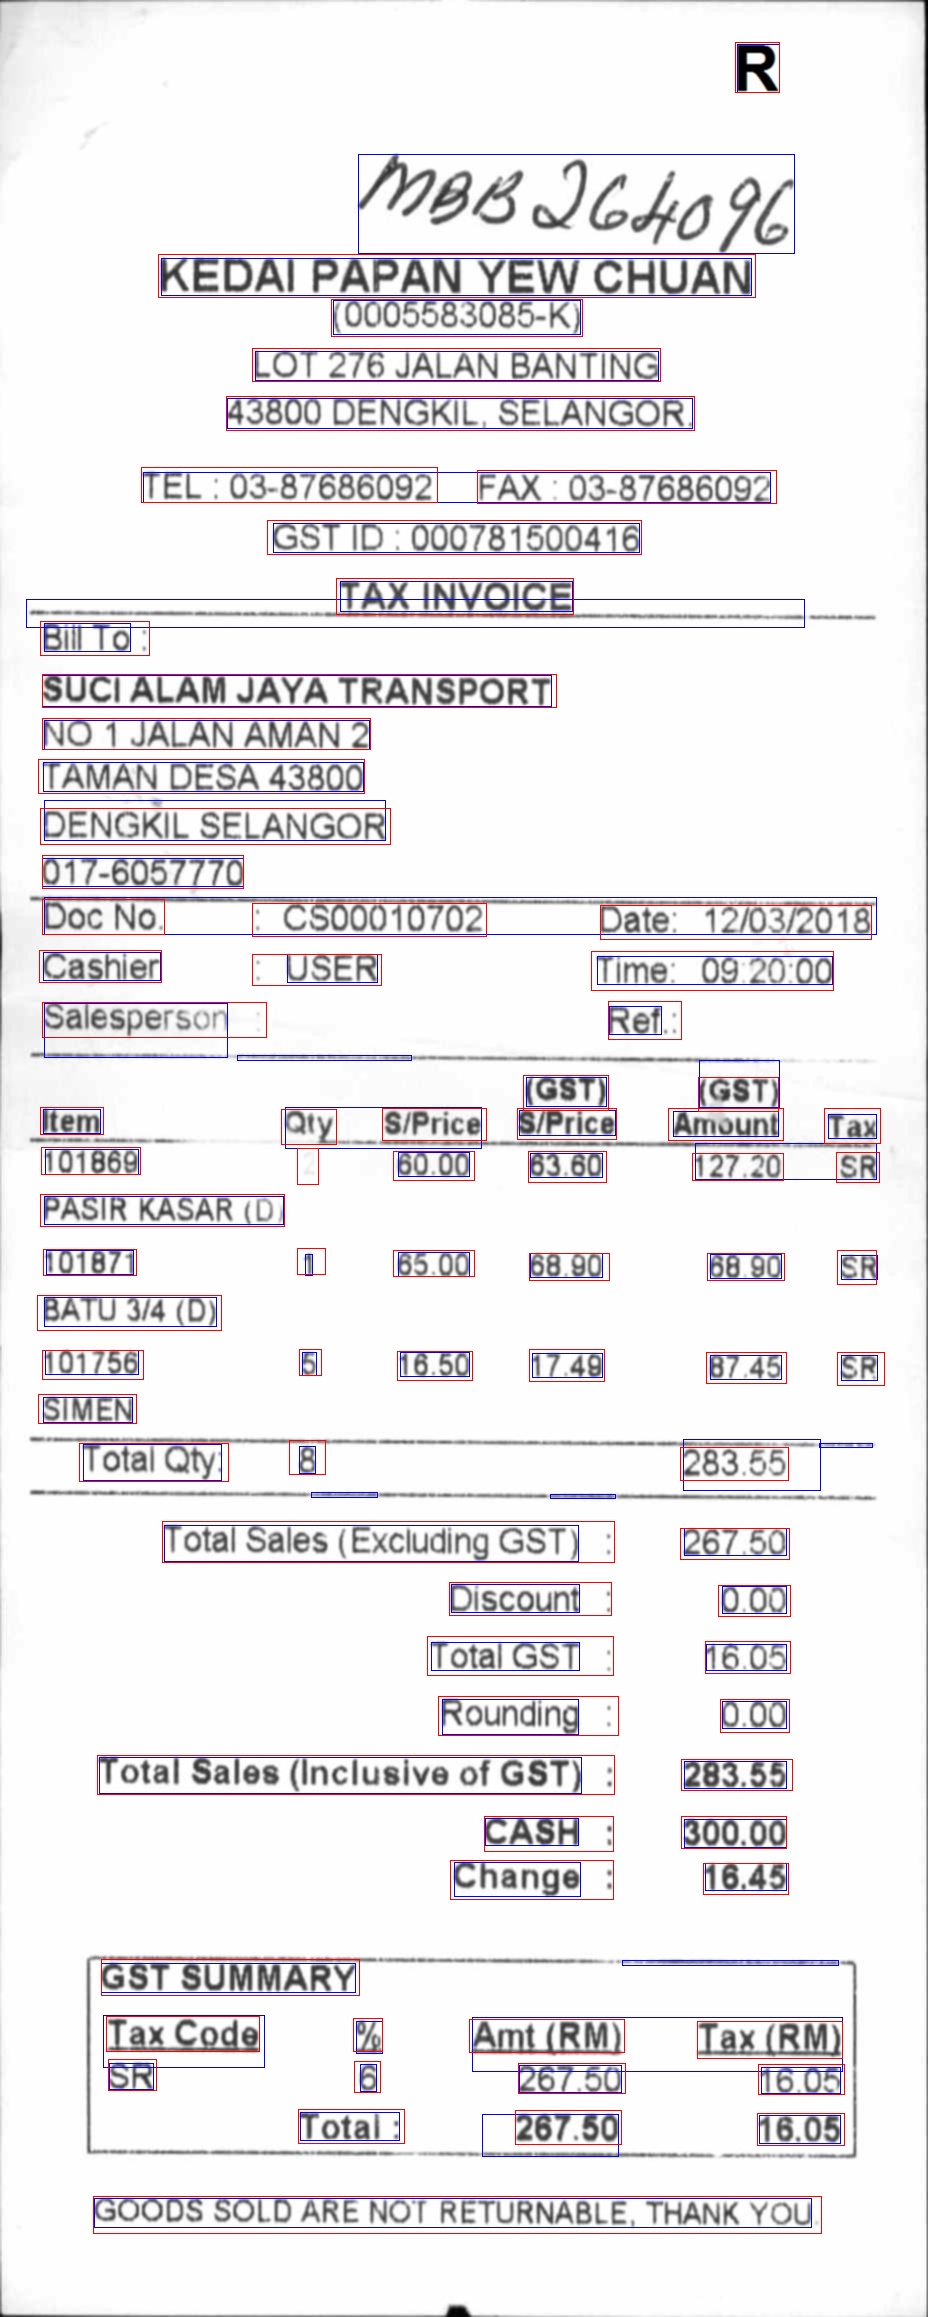 R
MBB264096
KEDAI PAPAN YEW CHUAN
(0005583085-K)
LOT 276 JALAN BANTING
43800 DENGKIL, SELANGOR.
TEL : 03-87686092 FAX : 03-87686092
GST ID : 000781500416
TAX INVOICE
Bill To :
SUCI ALAM JAYA TRANSPORT
NO 1 JALAN AMAN 2
TAMAN DESA 43800
DENGKIL SELANGOR
017-6057770
Doc No. : CS00010702 Date: 12/03/2018
Cashier : USER Time: 09:20:00
Salesperson : Ref.:
(GST) (GST)
Item Qty S/Price S/Price Amount Tax
101869 2 60.00 63.60 127.20 SR
PASIR KASAR (D)
101871 1 65.00 68.90 68.90 SR
BATU 3/4 (D)
101756 5 16.50 17.49 87.45 SR
SIMEN
Total Qty: 8 283.55
Total Sales (Excluding GST) : 267.50
Discount : 0.00
Total GST : 16.05
Rounding : 0.00
Total Sales (Inclusive of GST) : 283.55
CASH : 300.00
Change : 16.45
GST SUMMARY
Tax Code % Amt (RM) Tax (RM)
SR 6 267.50 16.05
Total : 267.50 16.05
GOODS SOLD ARE NOT RETURNABLE, THANK YOU.